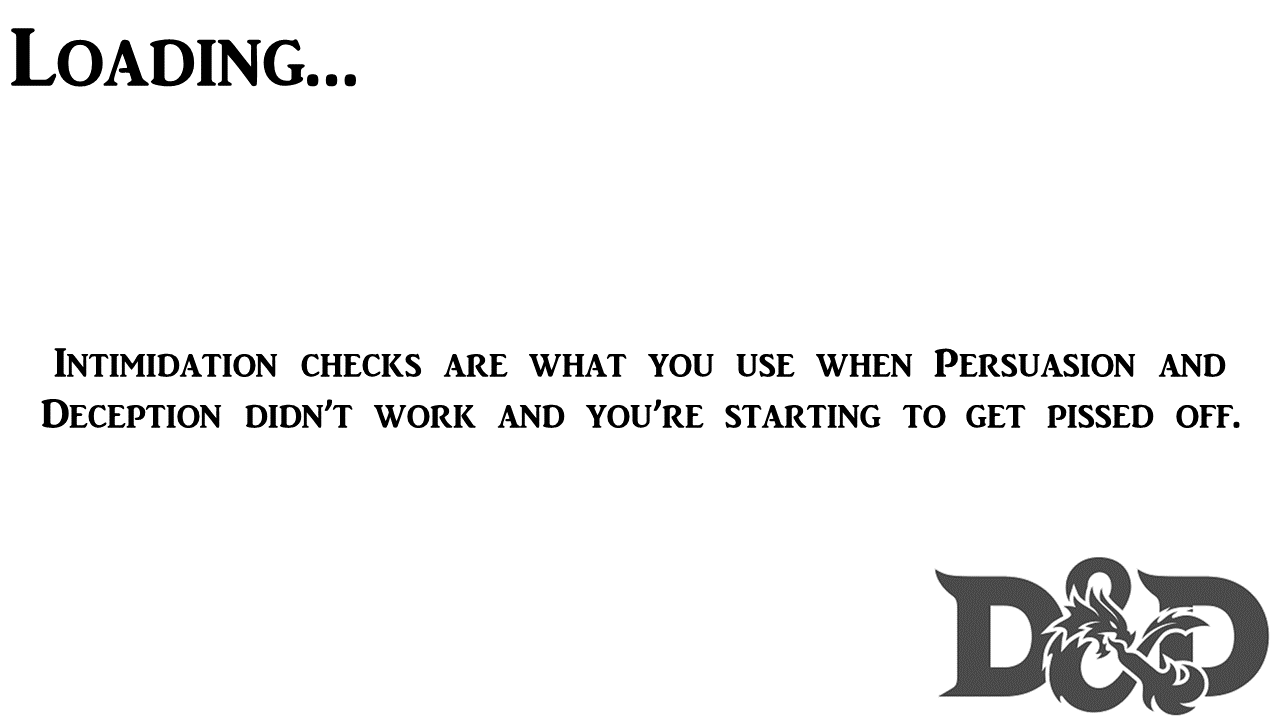 Loading...
Intimidation checks are what you use when Persuasion and
Deception didn't work and you're starting to get pissed off.
D&D